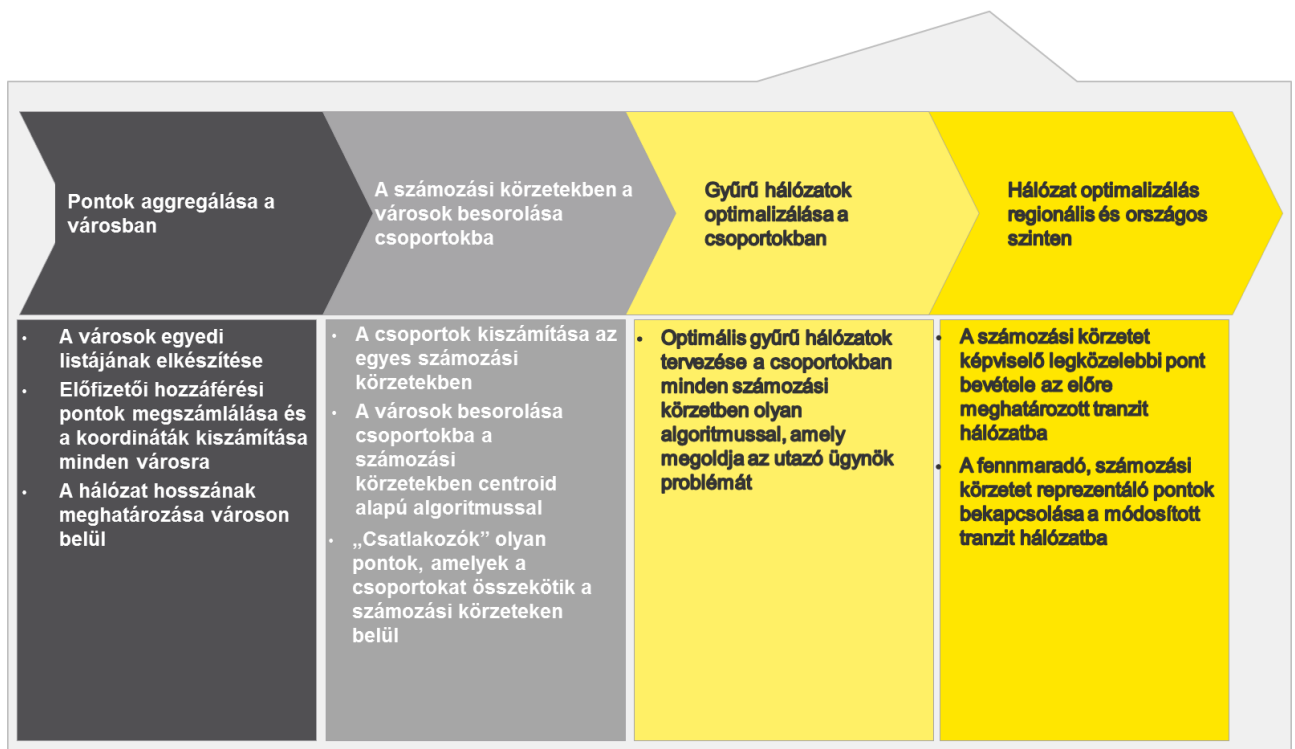 Pontok aggregálása a
városban
A számozási körzetekben a
városok besorolása
csoportokba
Gyűrű hálózatok
optimalizálása a
csoportokban
Hálózat optimalizálás
regionális és országos
szinten
• A városok egyedi
listájának elkészítése
• Előfizetői hozzáférési
pontok megszámlálása és
a koordináták kiszámítása
minden városra
• A hálózat hosszának
meghatározása városon
belül
• A csoportok kiszámítása az
egyes számozási
körzetekben
• A városok besorolása
csoportokba a
számozási
körzetekben centroid
alapú algoritmussal
• „Csatlakozók” olyan
pontok, amelyek a
csoportokat összekötik a
számozási körzeteken
belül
• Optimális gyűrű hálózatok
tervezése a csoportokban
minden számozási
körzetben olyan
algoritmussal, amely
megoldja az utazó ügynök
problémát
• A számozási körzetet
képviselő legközelebbi pont
bevétele az előre
meghatározott tranzit
hálózatba
• A fennmaradó, számozási
körzetet reprezentáló pontok
bekapcsolása a módosított
tranzit hálózatba